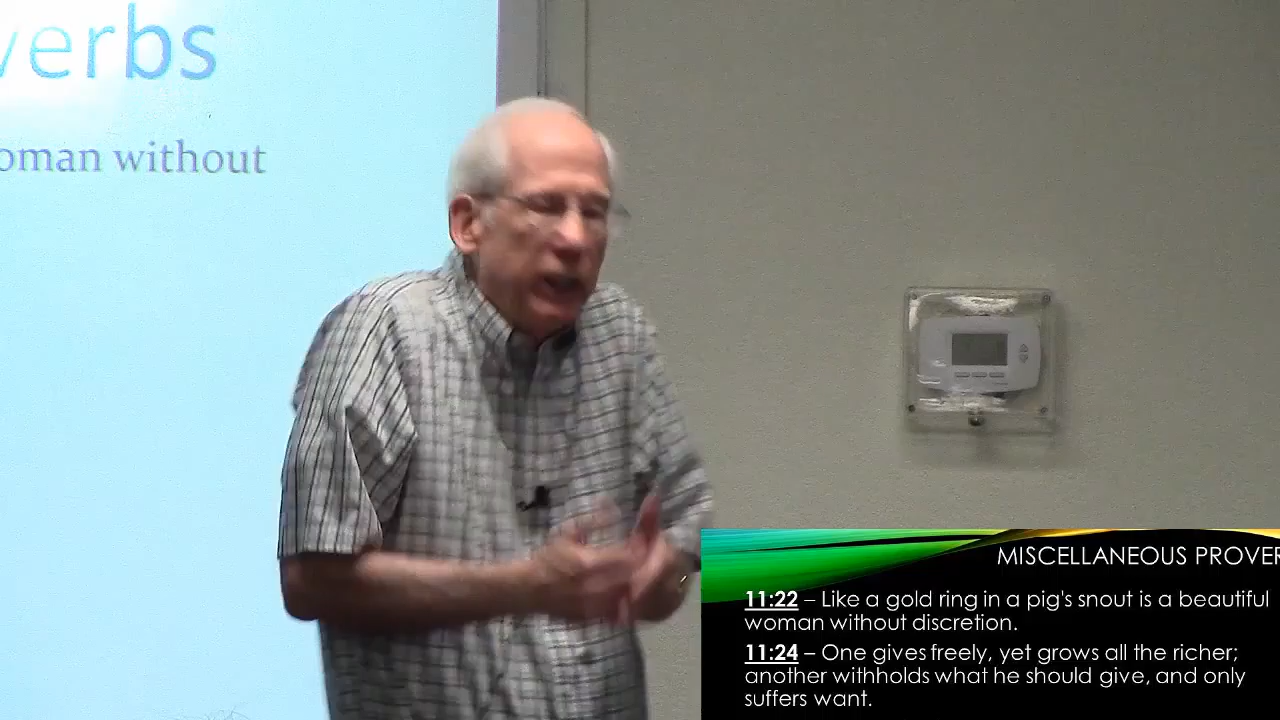 verbs
oman without
MISCELLANEOUS PROVER
11:22 – Like a gold ring in a pig's snout is a beautiful
woman without discretion.
11:24 – One gives freely, yet grows all the richer;
another withholds what he should give, and only
suffers want.